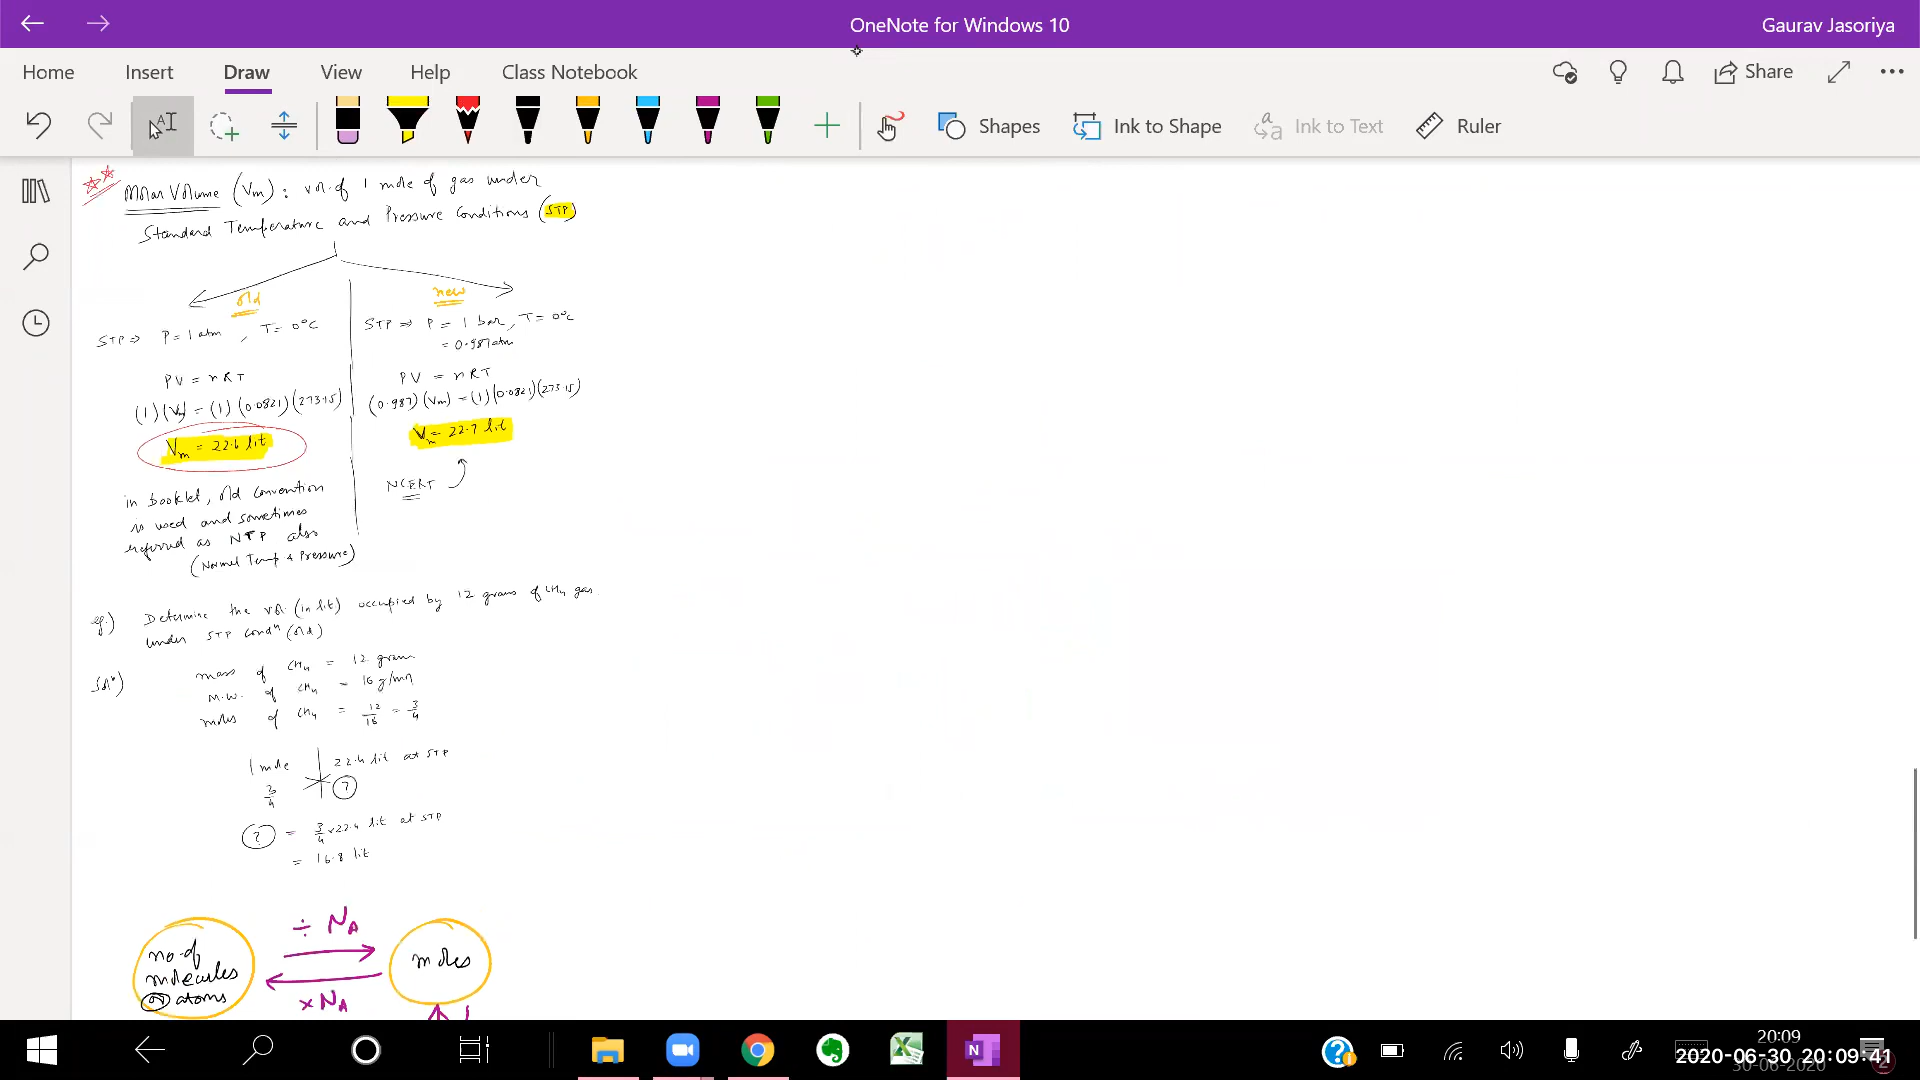 OneNote for Windows 10
Gaurav Jasoriya
Home Insert Draw View Help Class Notebook
Share
Shapes Ink to Shape Ink to Text Ruler
Molar Volume (Vm) : vol. of 1 mole of gas under
Standard Temperature and Pressure Conditions (STP)
old
STP ⇒ P = 1 atm , T = 0°C
PV = nRT
(1) (Vm) = (1) (0.0821) (273.15)
Vm = 22.4 lit
in booklet, old convention
is used and sometimes
referred as NTP also
(Normal Temp & Pressure)
new
STP ⇒ P = 1 bar, T = 0°C
= 0.987 atm
PV = nRT
(0.987) (Vm) = (1) (0.0821) (273.15)
Vm = 22.7 lit
NCERT
eg.) Determine the vol. (in lit) occupied by 12 grams of CH4 gas
under STP condn (old)
Soln) mass of CH4 = 12 gram
M.W. of CH4 = 16 g/mol
moles of CH4 = 12/16 = 3/4
1 mole 22.4 lit at STP
3/4 ?
? = 3/4 x 22.4 lit at STP
= 16.8 lit
no. of
molecules
or atoms
÷ NA
x NA
moles
20:09
2020-06-30 20:09:41
30-06-2020